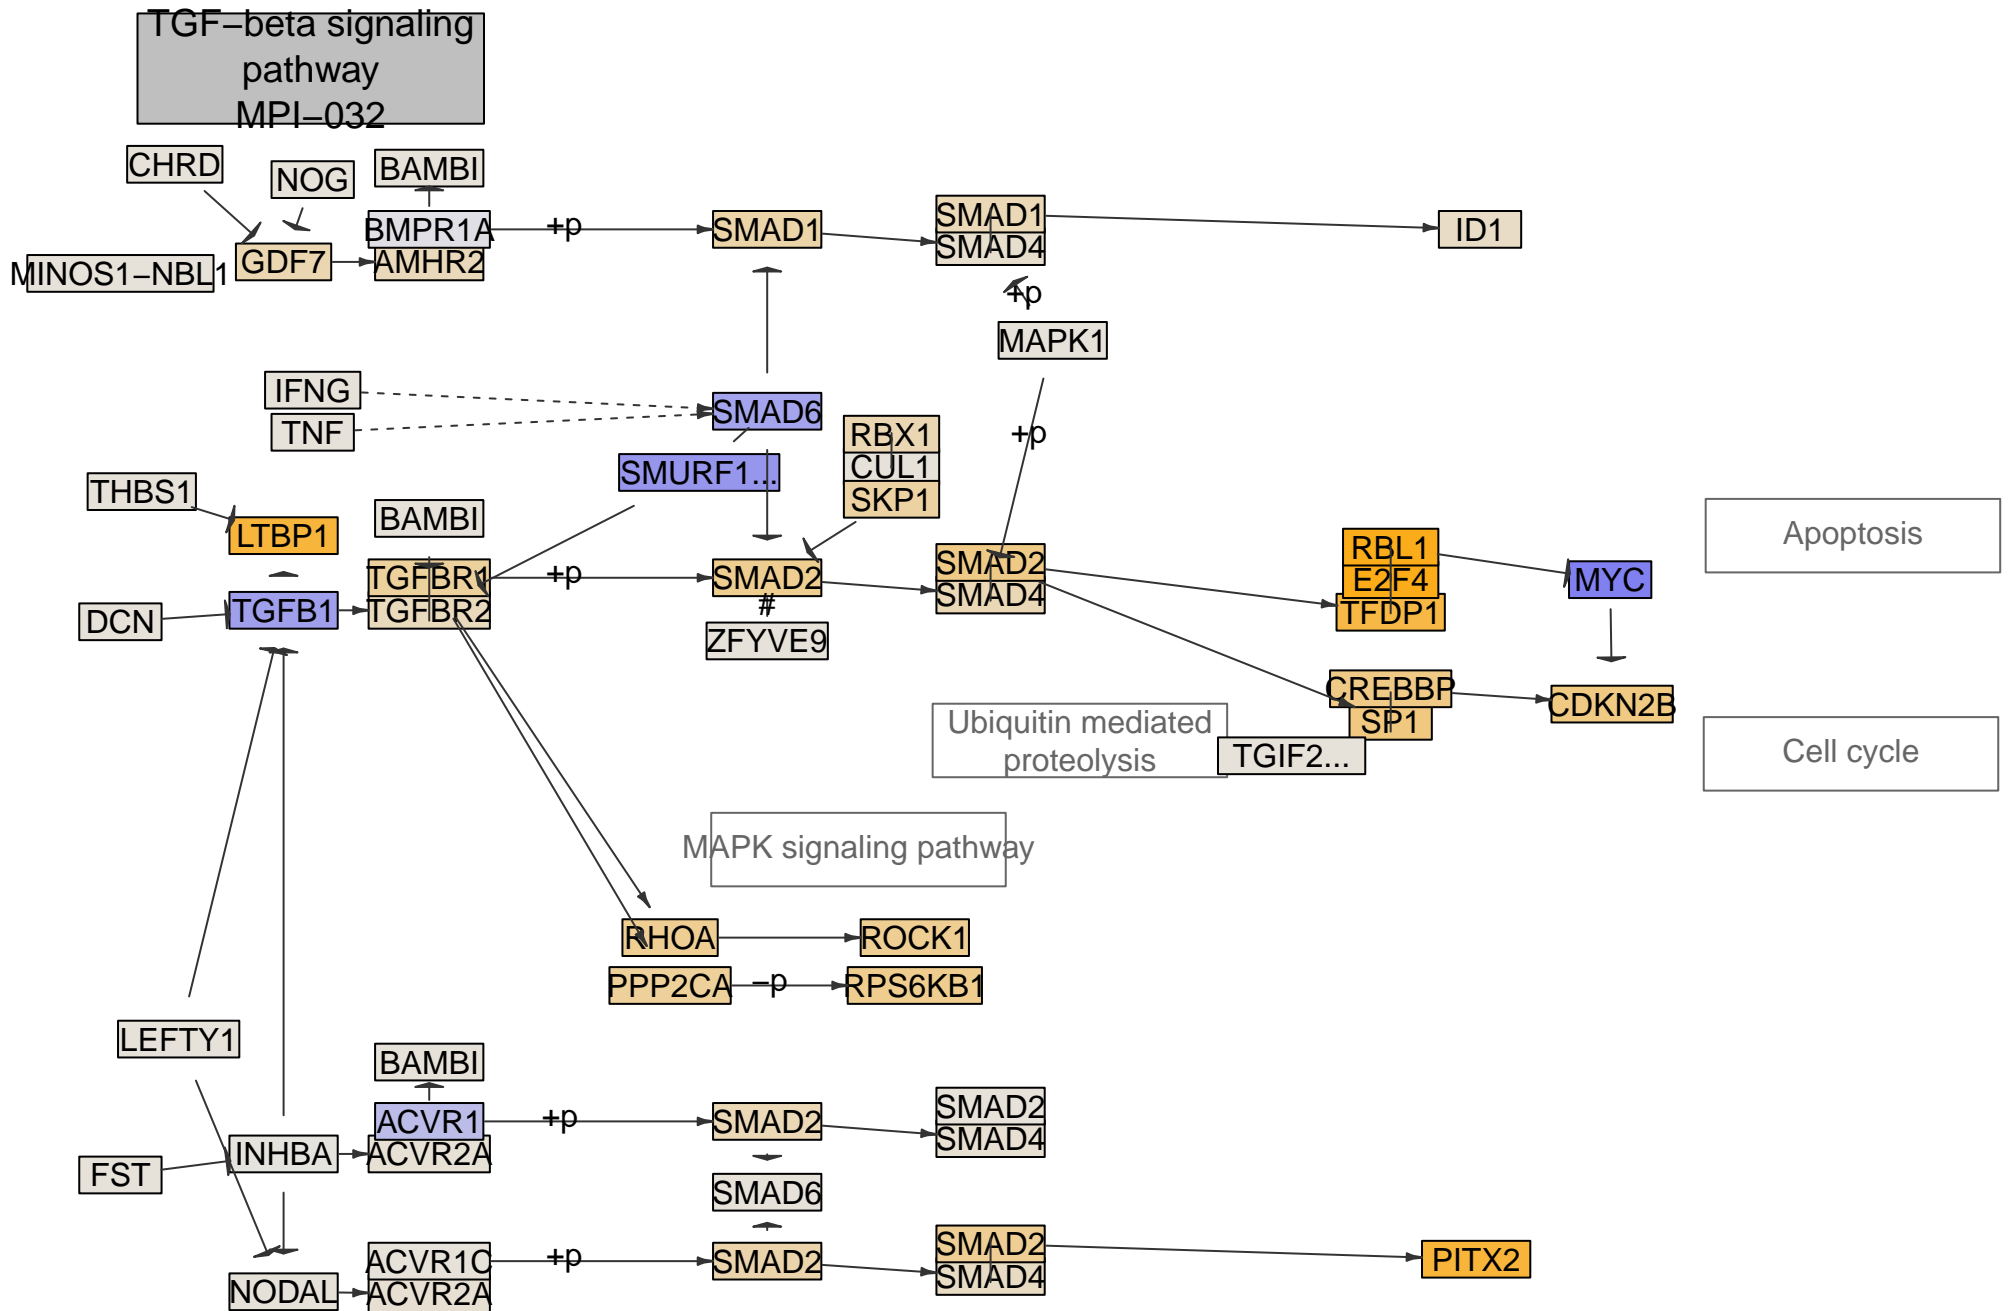 TGF−beta signaling
pathway
MPI−032
CHRD
NOG
BAMBI
BMPR1A
+p
SMAD1
SMAD1
SMAD4
ID1
MINOS1−NBL1
GDF7
AMHR2
+p
MAPK1
IFNG
TNF
SMAD6
RBX1
CUL1
SKP1
+p
SMURF1...
THBS1
LTBP1
BAMBI
TGFBR1
TGFBR2
+p
SMAD2
#
ZFYVE9
SMAD2
SMAD4
RBL1
E2F4
TFDP1
MYC
Apoptosis
DCN
TGFB1
CREBBP
SP1
TGIF2...
CDKN2B
Ubiquitin mediated
proteolysis
Cell cycle
MAPK signaling pathway
RHOA
ROCK1
PPP2CA
−p
RPS6KB1
LEFTY1
BAMBI
ACVR1
ACVR2A
+p
SMAD2
SMAD2
SMAD4
INHBA
FST
SMAD6
ACVR1C
ACVR2A
+p
SMAD2
SMAD2
SMAD4
PITX2
NODAL